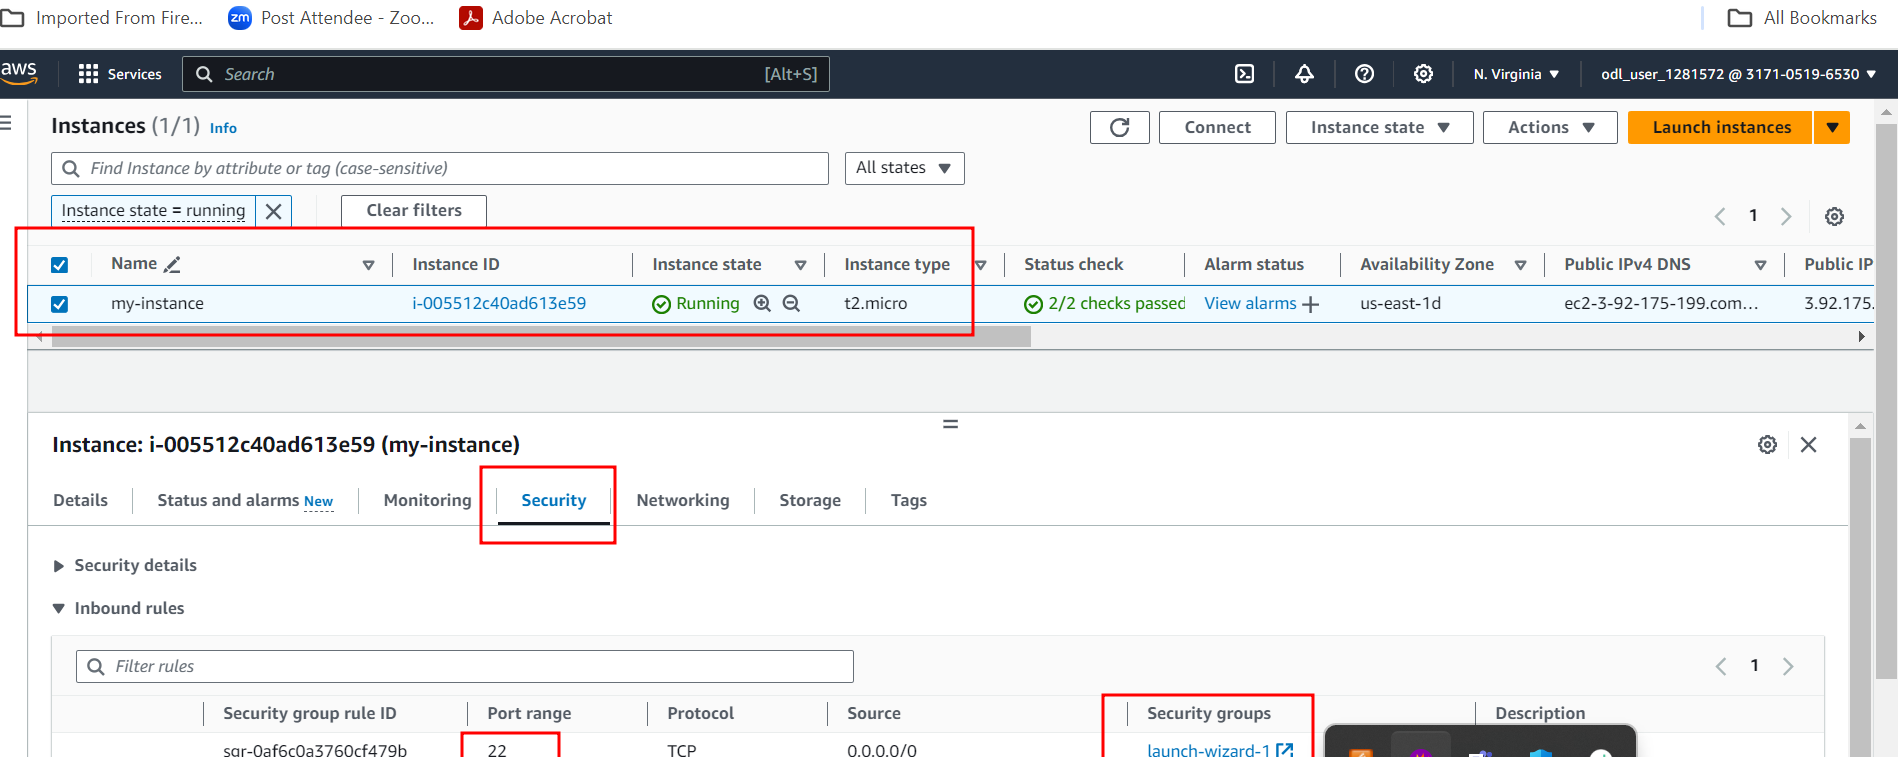 Imported From Fire... Post Attendee - Zoo... Adobe Acrobat All Bookmarks
aws Services Search [Alt+S] N. Virginia ▼ odl_user_1281572 @ 3171-0519-6530 ▼
Instances (1/1) Info Connect Instance state ▼ Actions ▼ Launch instances ▼
Find Instance by attribute or tag (case-sensitive) All states ▼
Instance state = running Clear filters
1
Name Instance ID Instance state Instance type Status check Alarm status Availability Zone Public IPv4 DNS Public IP
my-instance i-005512c40ad613e59 Running t2.micro 2/2 checks passed View alarms + us-east-1d ec2-3-92-175-199.com... 3.92.175.
Instance: i-005512c40ad613e59 (my-instance)
Details Status and alarms New Monitoring Security Networking Storage Tags
Security details
Inbound rules
Filter rules 1
Security group rule ID Port range Protocol Source Security groups Description
sgr-0af6c0a3760cf479b 22 TCP 0.0.0.0/0 launch-wizard-1